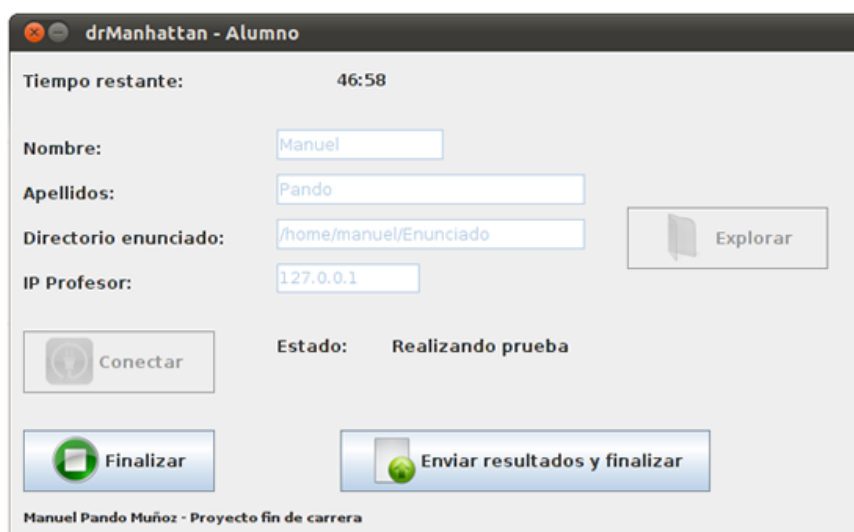 drManhattan - Alumno
Tiempo restante: 46:58
Nombre: Manuel
Apellidos: Pando
Directorio enunciado: /home/manuel/Enunciado
Explorar
IP Profesor: 127.0.0.1
Conectar
Estado: Realizando prueba
Finalizar
Enviar resultados y finalizar
Manuel Pando Muñoz - Proyecto fin de carrera